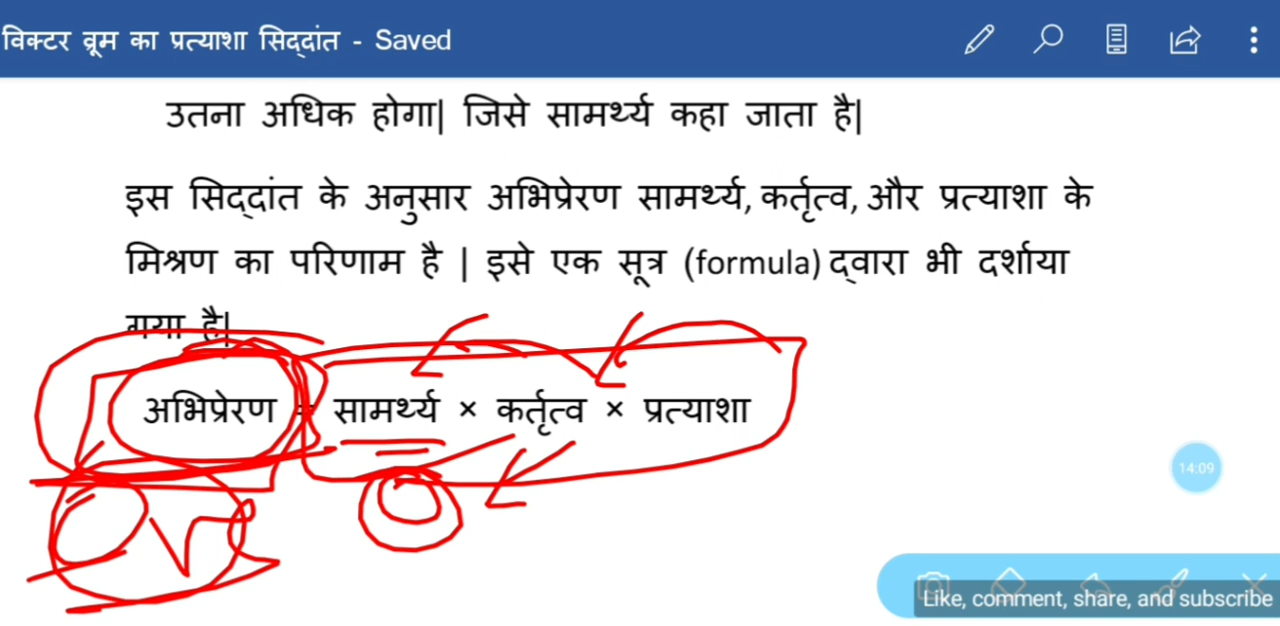 विक्टर व्रूम का प्रत्याशा सिद्दांत - Saved
उतना अधिक होगा| जिसे सामर्थ्य कहा जाता है|
इस सिद्दांत के अनुसार अभिप्रेरण सामर्थ्य, कर्तृत्व, और प्रत्याशा के
मिश्रण का परिणाम है | इसे एक सूत्र (formula) द्वारा भी दर्शाया
गया है|
अभिप्रेरण = सामर्थ्य × कर्तृत्व × प्रत्याशा
14:09
Like, comment, share, and subscribe